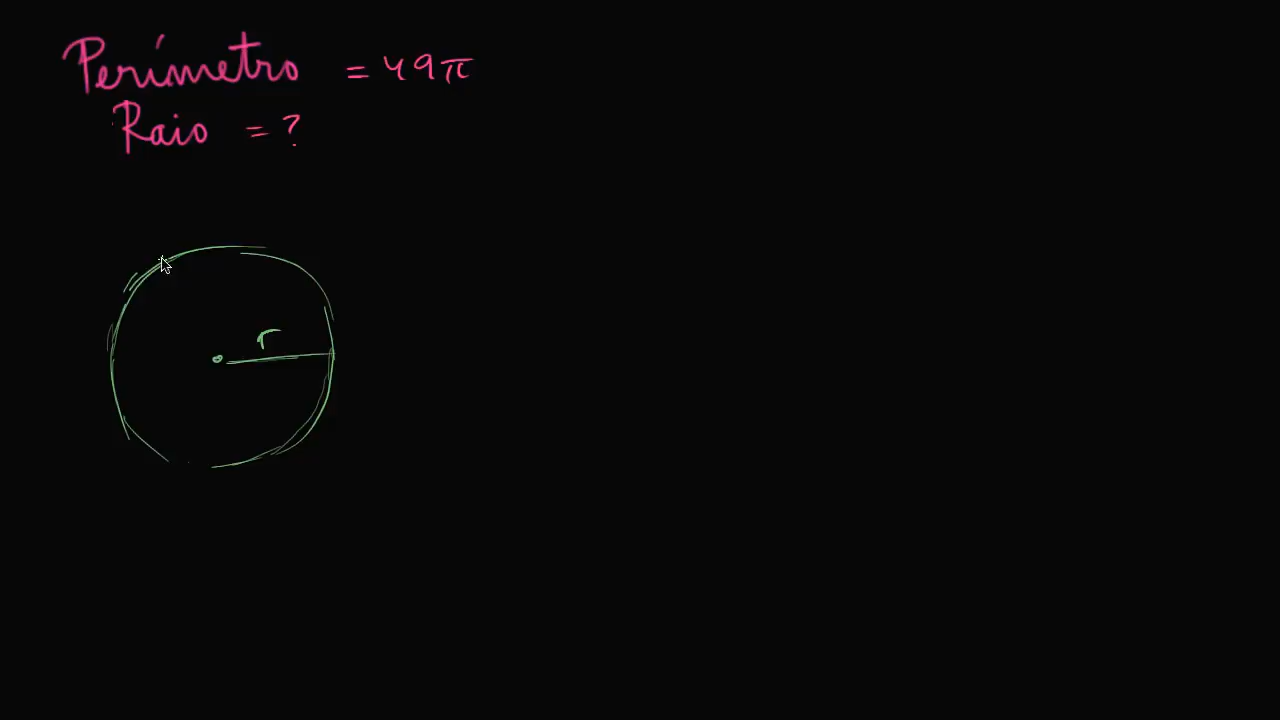 Perímetro = 49π
Raio = ?
r